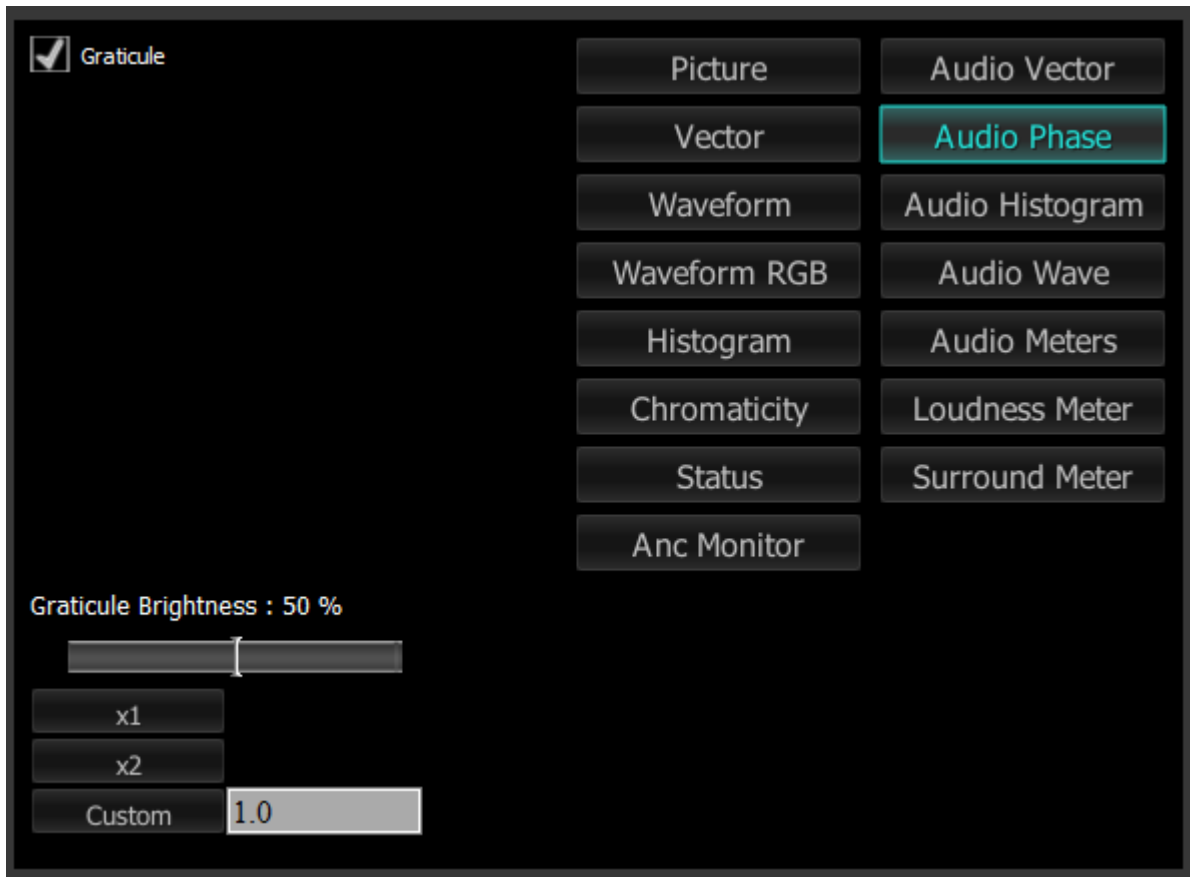 Graticule
Picture
Audio Vector
Vector
Audio Phase
Waveform
Audio Histogram
Waveform RGB
Audio Wave
Histogram
Audio Meters
Chromaticity
Loudness Meter
Status
Surround Meter
Anc Monitor
Graticule Brightness : 50 %
x1
x2
Custom
1.0